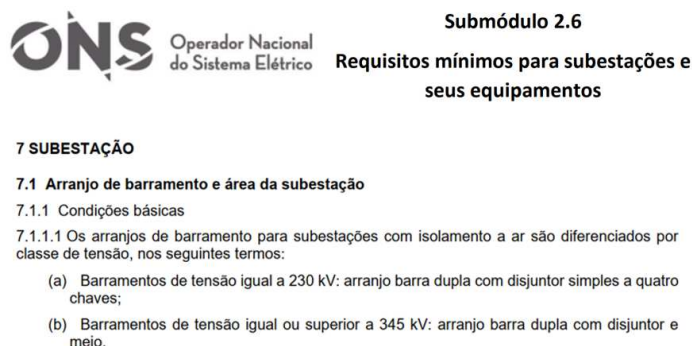 ONS
Operador Nacional
do Sistema Elétrico
Submódulo 2.6
Requisitos mínimos para subestações e
seus equipamentos
7 SUBESTAÇÃO
7.1 Arranjo de barramento e área da subestação
7.1.1 Condições básicas
7.1.1.1 Os arranjos de barramento para subestações com isolamento a ar são diferenciados por
classe de tensão, nos seguintes termos:
(a) Barramentos de tensão igual a 230 kV: arranjo barra dupla com disjuntor simples a quatro
chaves;
(b) Barramentos de tensão igual ou superior a 345 kV: arranjo barra dupla com disjuntor e
meio.